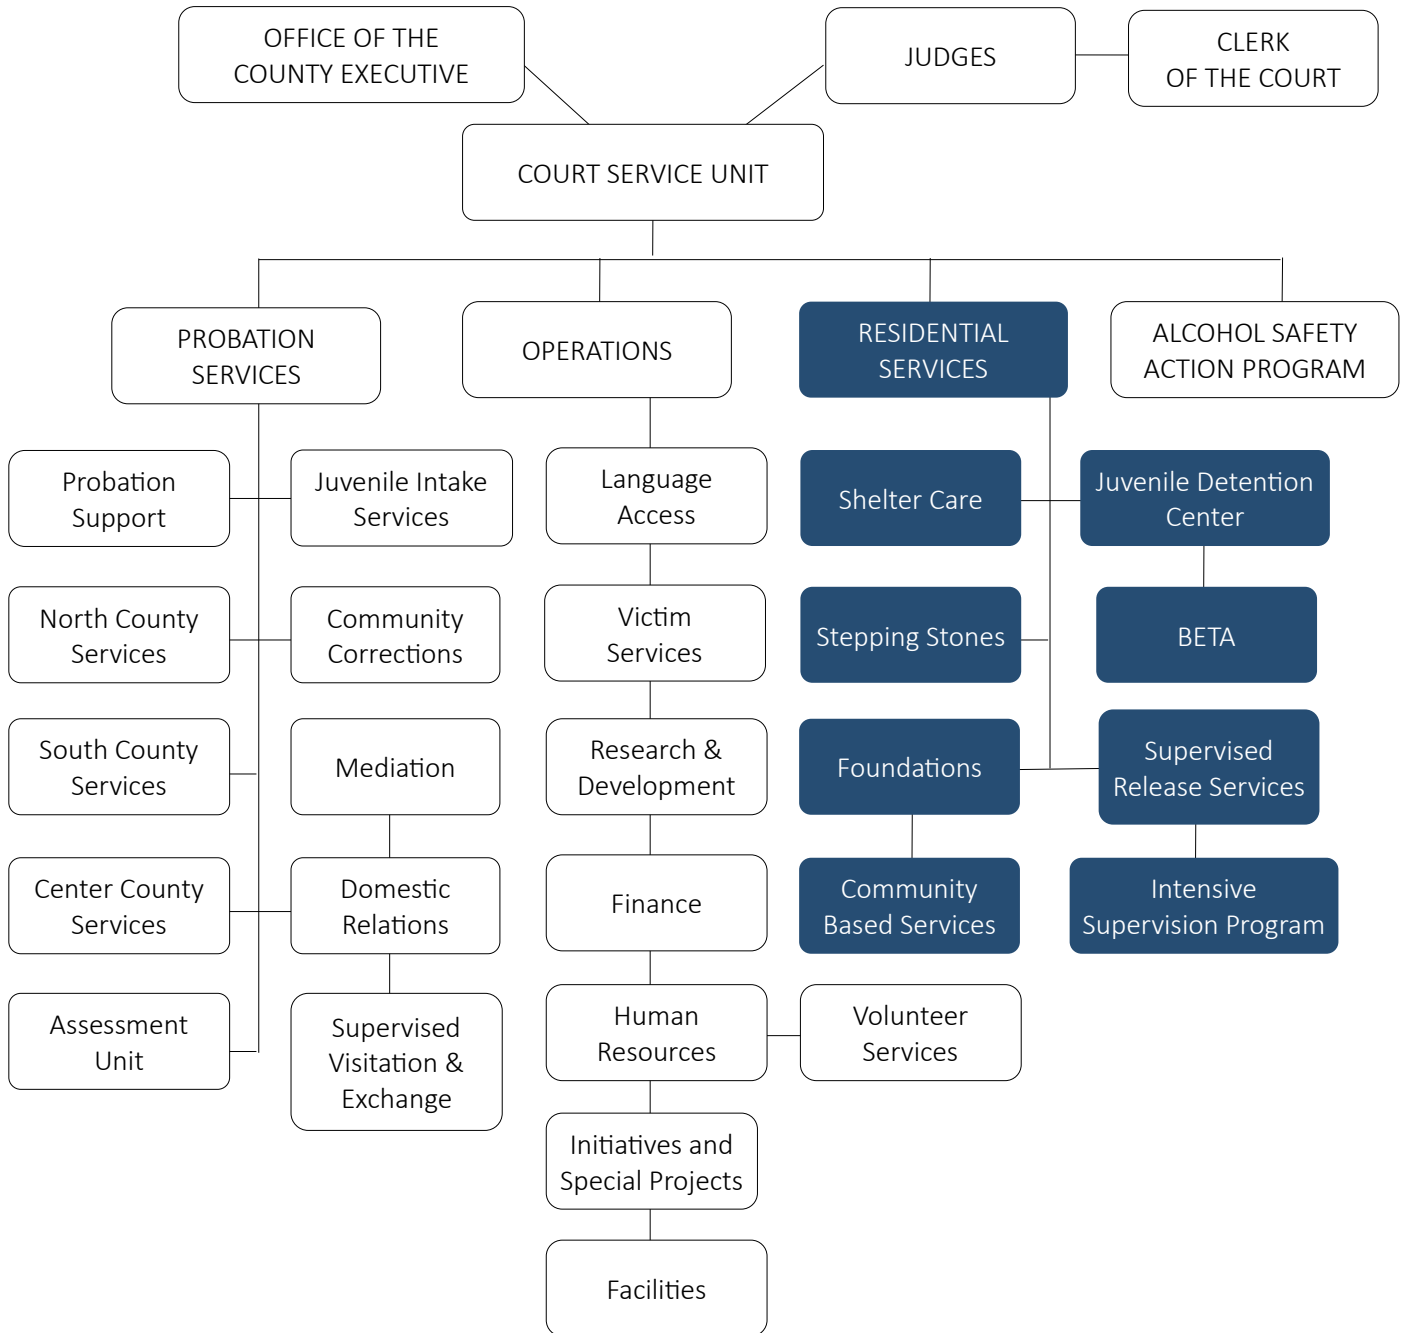 OFFICE OF THE
COUNTY EXECUTIVE
JUDGES
CLERK
OF THE COURT
COURT SERVICE UNIT
PROBATION
SERVICES
OPERATIONS
RESIDENTIAL
SERVICES
ALCOHOL SAFETY
ACTION PROGRAM
Probation
Support
Juvenile Intake
Services
Language
Access
Shelter Care
Juvenile Detention
Center
North County
Services
Community
Corrections
Victim
Services
Stepping Stones
BETA
South County
Services
Mediation
Research &
Development
Foundations
Supervised
Release Services
Center County
Services
Domestic
Relations
Finance
Community
Based Services
Intensive
Supervision Program
Assessment
Unit
Supervised
Visitation &
Exchange
Human
Resources
Volunteer
Services
Initiatives and
Special Projects
Facilities